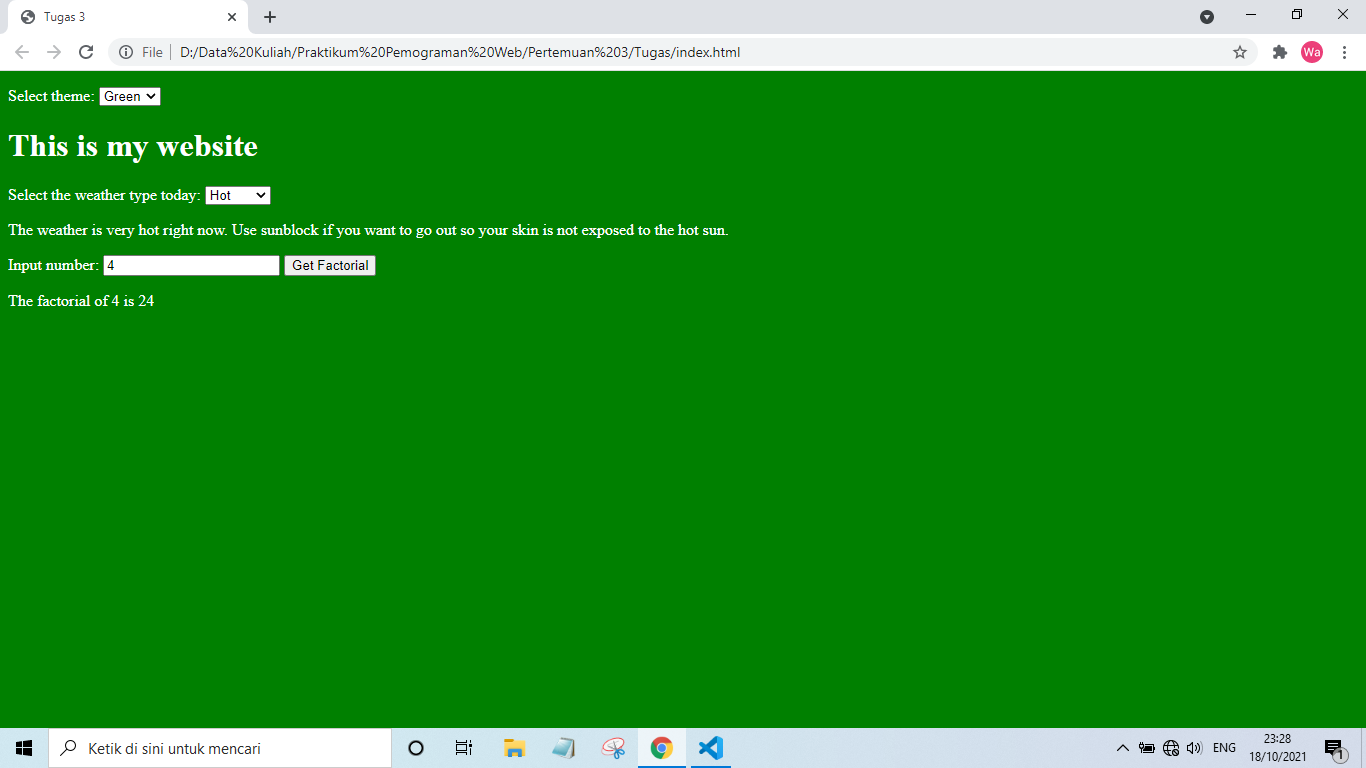 Tugas 3
File D:/Data%20Kuliah/Praktikum%20Pemograman%20Web/Pertemuan%203/Tugas/index.html
Wa
Select theme: Green
This is my website
Select the weather type today: Hot
The weather is very hot right now. Use sunblock if you want to go out so your skin is not exposed to the hot sun.
Input number: 4 Get Factorial
The factorial of 4 is 24
Ketik di sini untuk mencari
ENG
23:28
18/10/2021
1